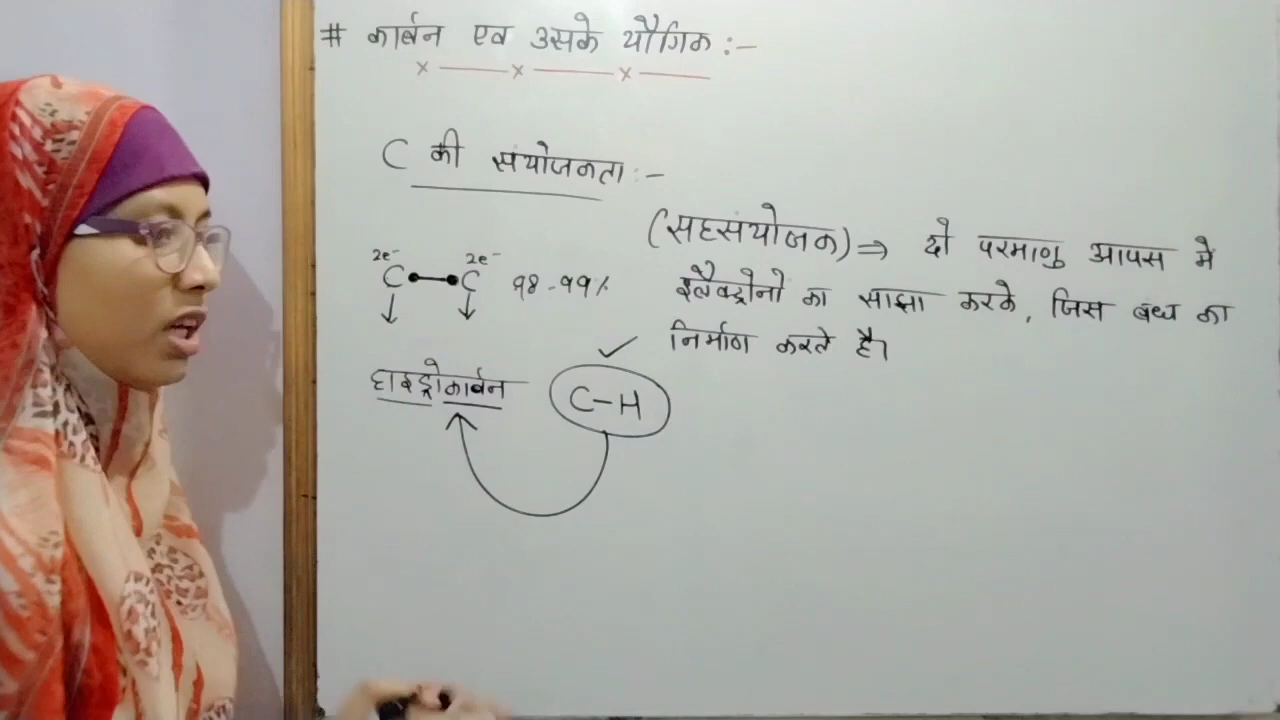 # कार्बन एव उसके यौगिक :-
C की संयोजकता :-
(सहसंयोजक) ⇒ दो परमाणु आपस मे
इलैक्ट्रोनो का साझा करके, जिस बंध का
निर्माण करते है।
2e⁻ 2e⁻
C — C 98-99%
हाइड्रोकार्बन C-H